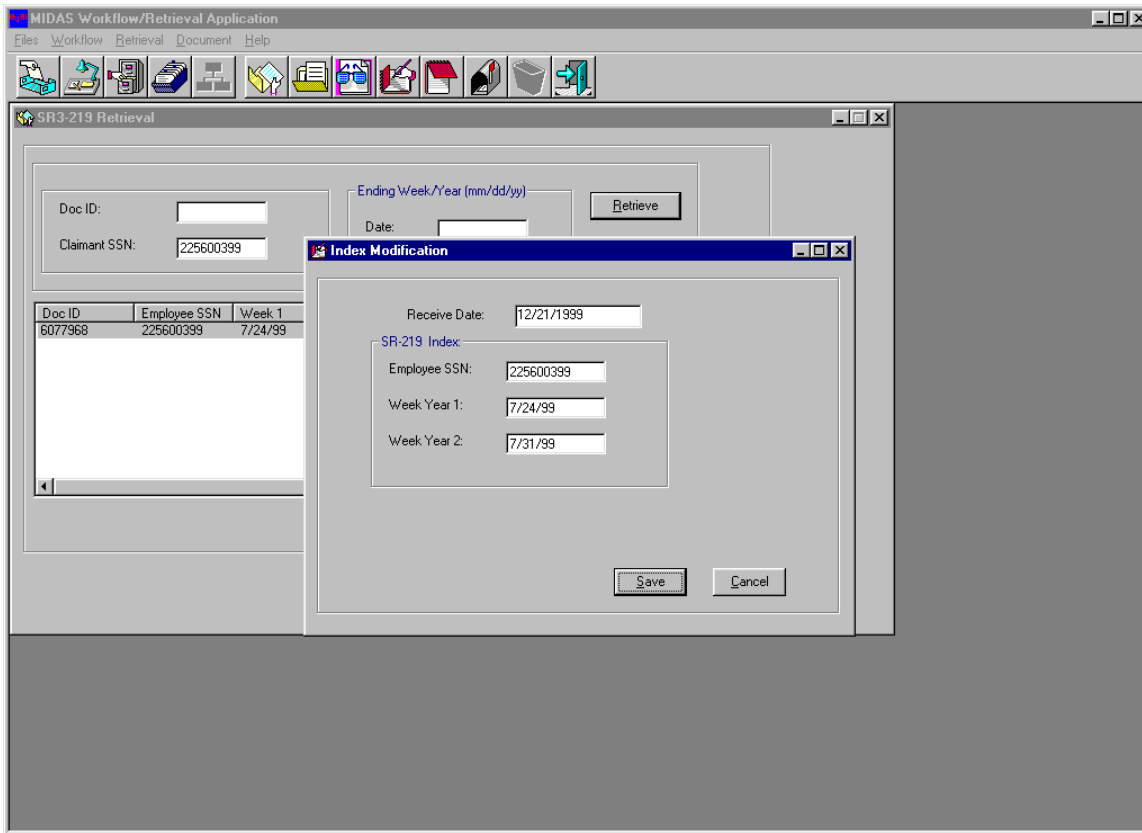 MIDAS Workflow/Retrieval Application
Files Workflow Retrieval Document Help
SR3-219 Retrieval
Ending Week/Year (mm/dd/yy)
Doc ID:
Retrieve
Date:
Claimant SSN: 225600399
Index Modification
Doc ID Employee SSN Week 1
6077968 225600399 7/24/99
Receive Date: 12/21/1999
SR-219 Index:
Employee SSN: 225600399
Week Year 1: 7/24/99
Week Year 2: 7/31/99
Save Cancel